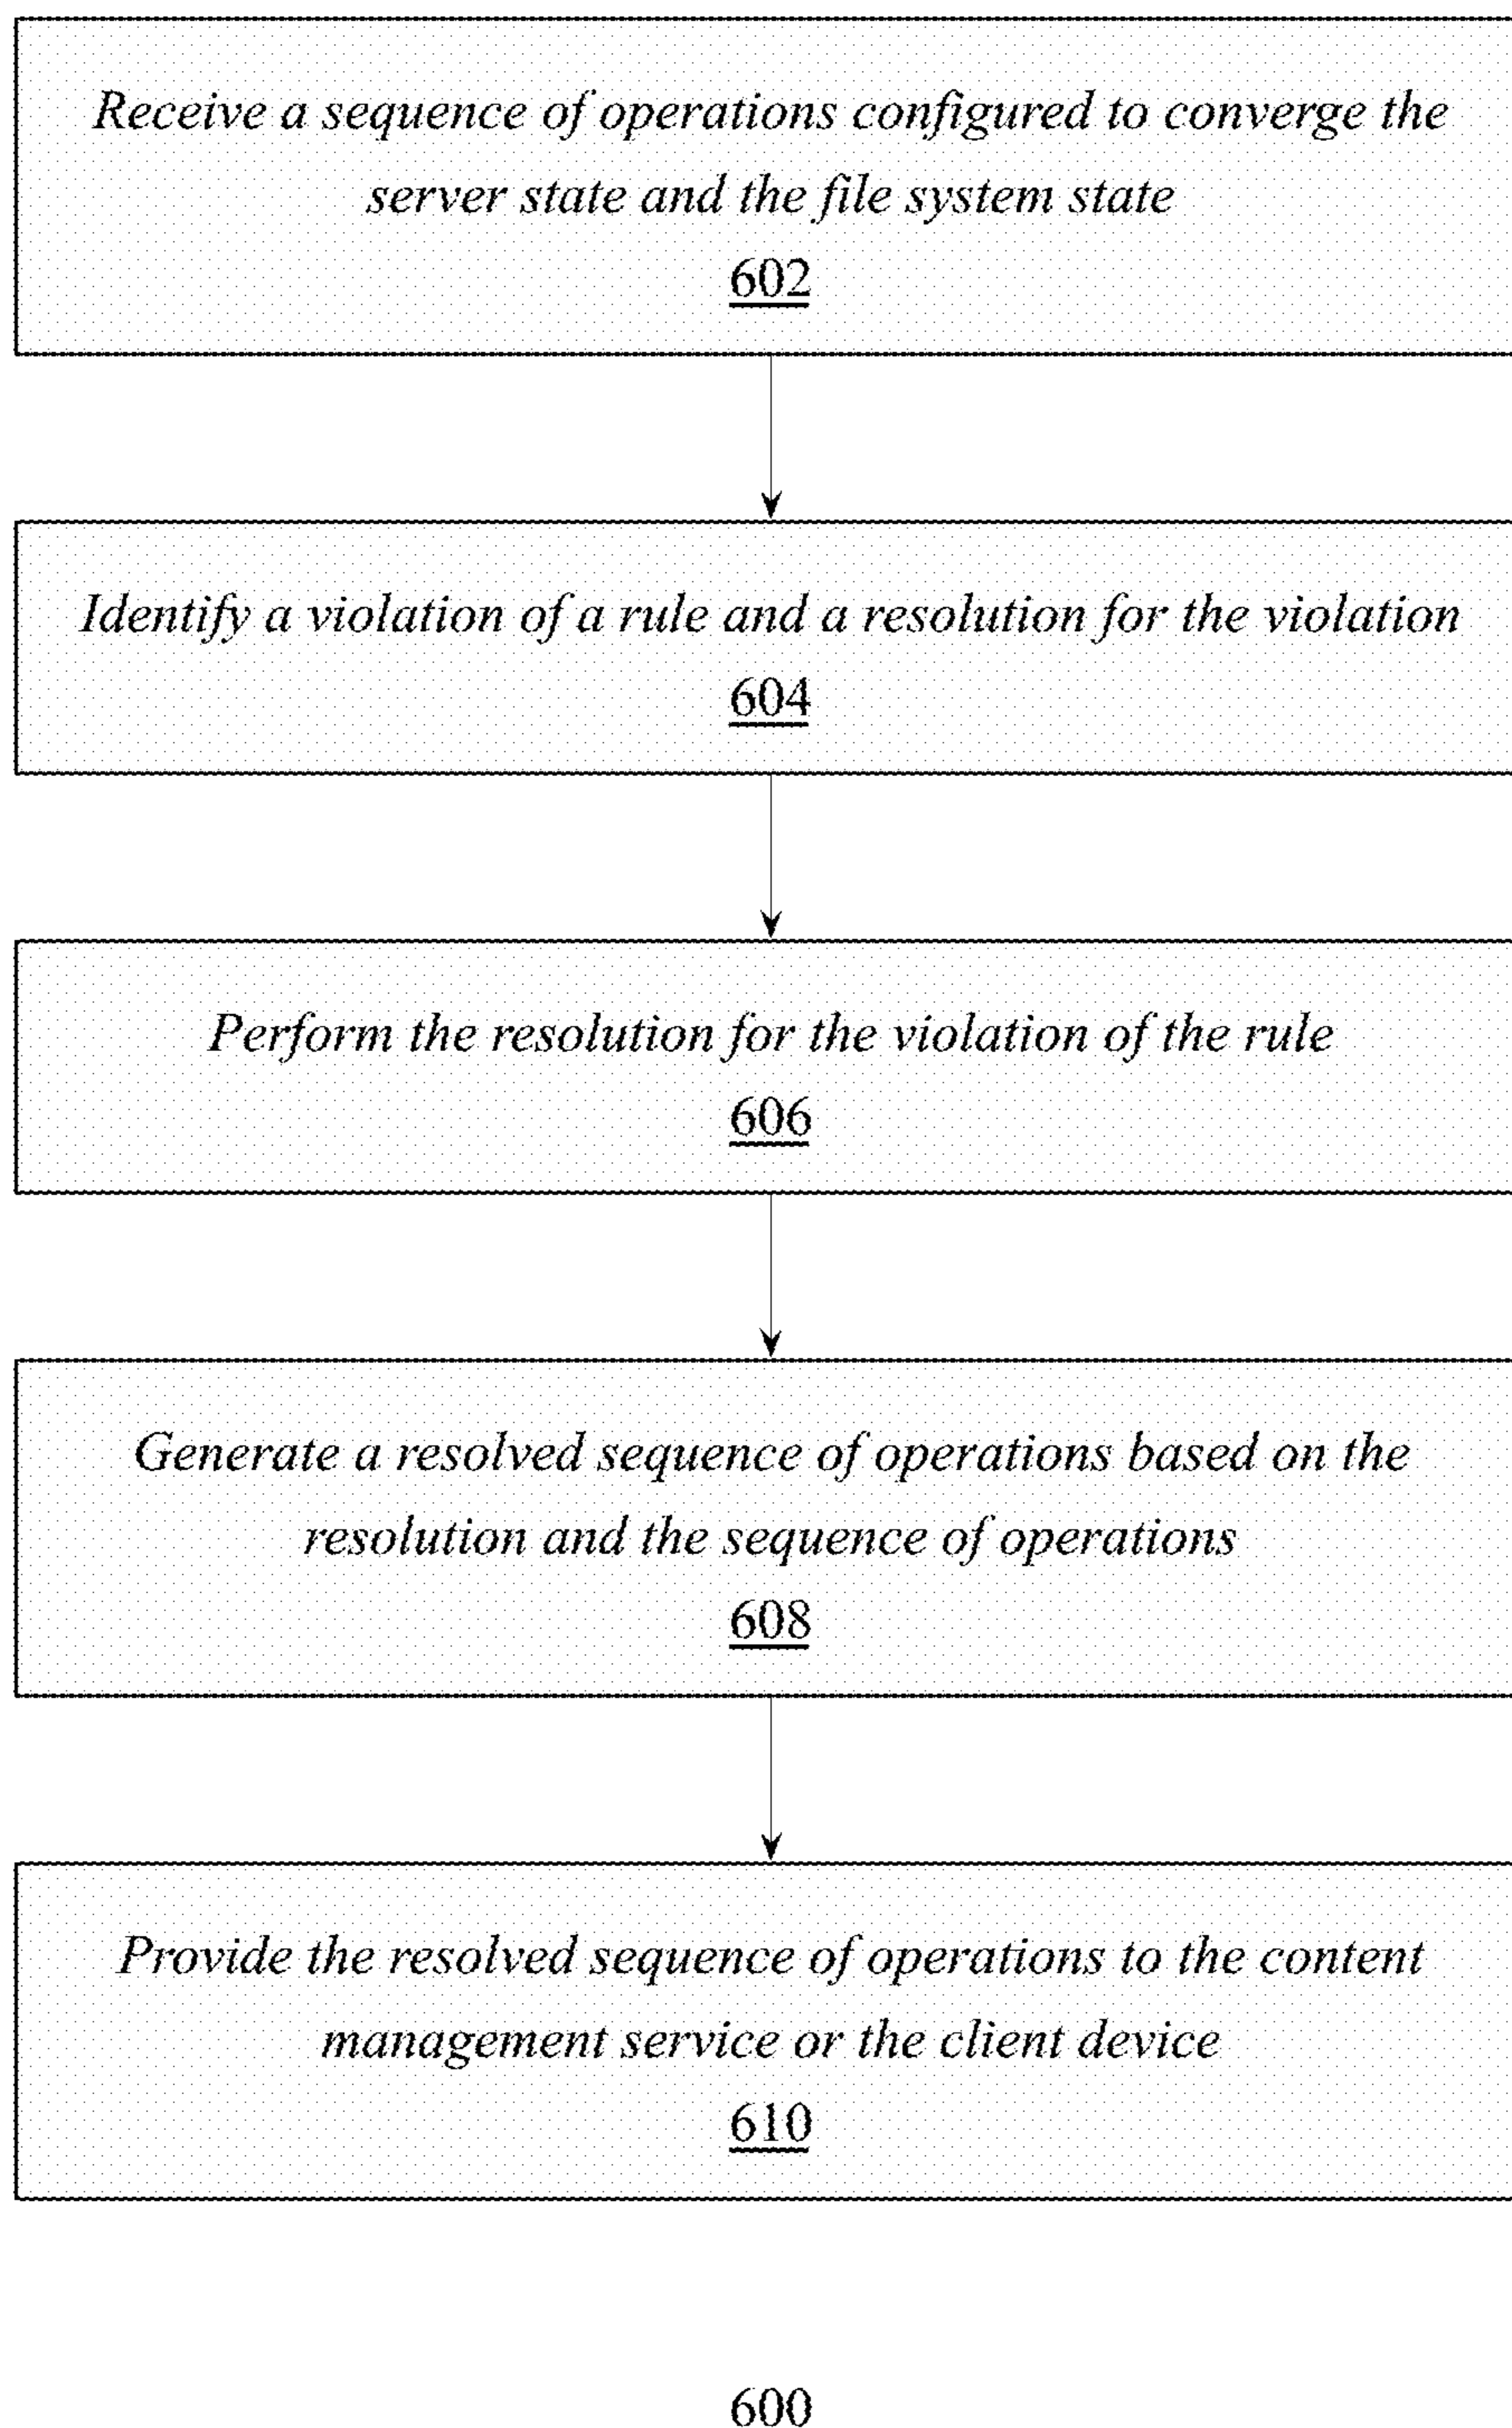 Receive a sequence of operations configured to converge the
server state and the file system state
602
Identify a violation of a rule and a resolution for the violation
604
Perform the resolution for the violation of the rule
606
Generate a resolved sequence of operations based on the
resolution and the sequence of operations
608
Provide the resolved sequence of operations to the content
management service or the client device
610
600